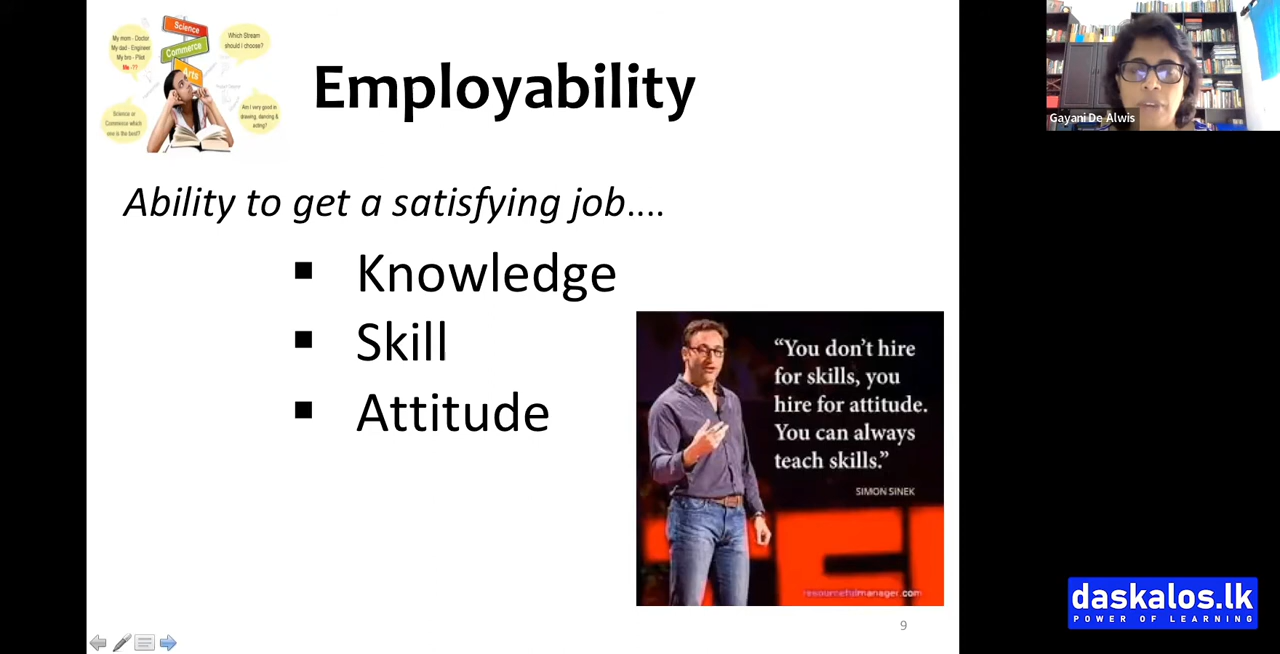 My mom - Doctor
My dad - Engineer
My bro - Pilot
Me -??
Science
Commerce
Arts
Which Stream
should I choose?
Science or
Commerce which
one is the best?
Am I very good in
drawing, dancing &
acting?
Employability
Ability to get a satisfying job....
▪ Knowledge
▪ Skill
▪ Attitude
“You don’t hire
for skills, you
hire for attitude.
You can always
teach skills.”
SIMON SINEK
resourcefulmanager.com
9
Gayani De Alwis
daskalos.lk
POWER OF LEARNING